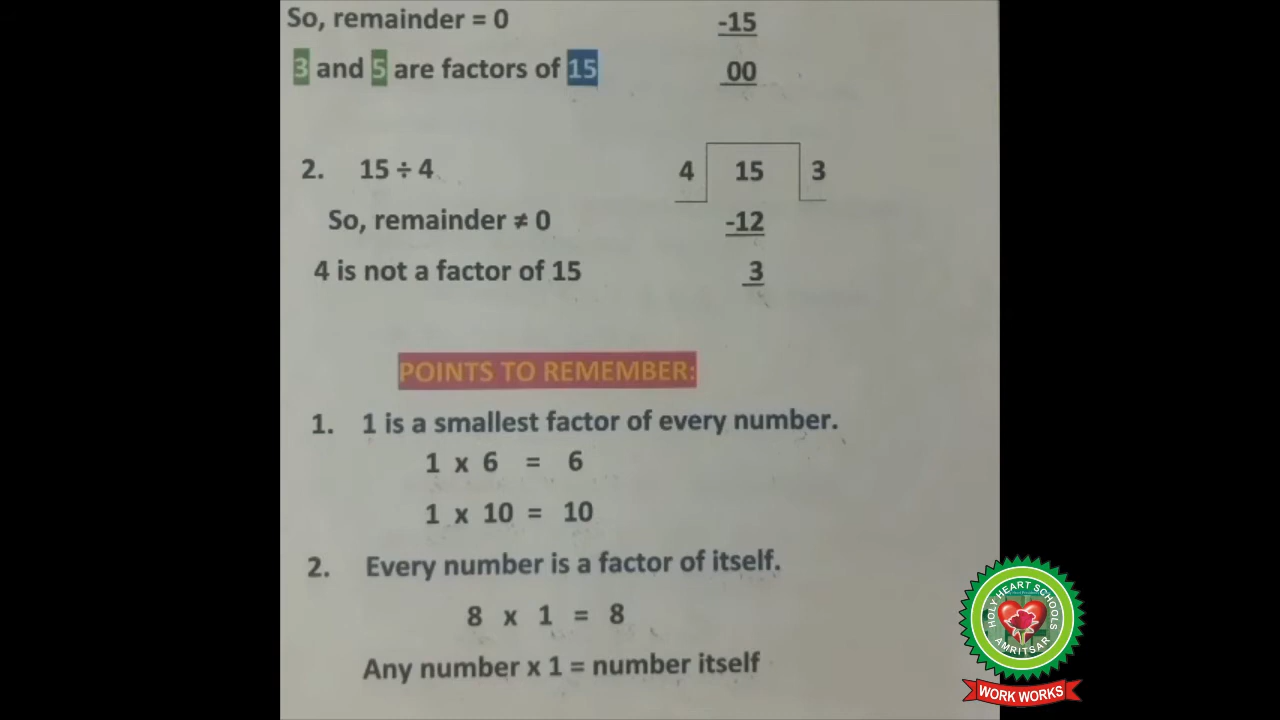 So, remainder = 0
-15
3 and 5 are factors of 15
00
2. 15 ÷ 4
4 15 3
So, remainder ≠ 0
-12
4 is not a factor of 15
3
POINTS TO REMEMBER:
1. 1 is a smallest factor of every number.
1 x 6 = 6
1 x 10 = 10
2. Every number is a factor of itself.
8 x 1 = 8
Any number x 1 = number itself
HOLY HEART SCHOOLS
AMRITSAR
WORK WORKS